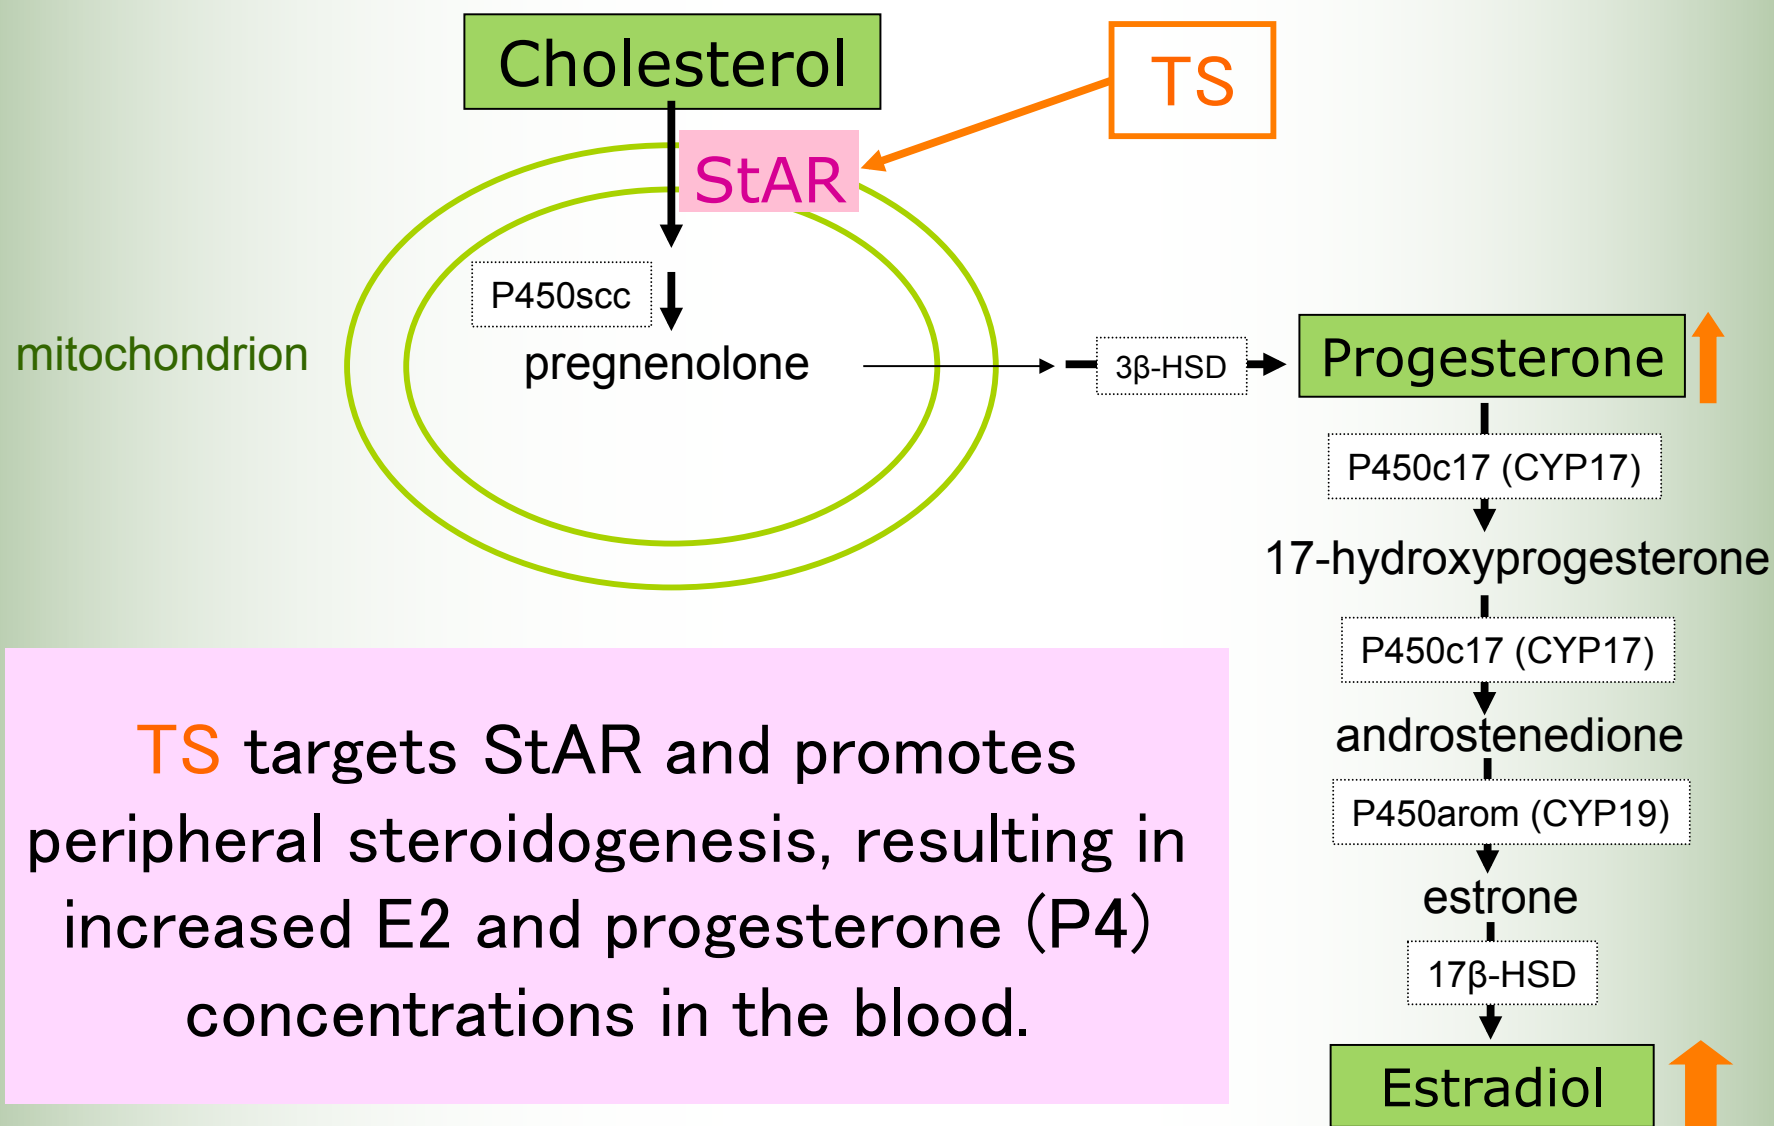 Cholesterol
TS
StAR
P450scc
mitochondrion
pregnenolone
3β-HSD
Progesterone
P450c17 (CYP17)
17-hydroxyprogesterone
P450c17 (CYP17)
androstenedione
P450arom (CYP19)
estrone
17β-HSD
Estradiol
TS targets StAR and promotes
peripheral steroidogenesis, resulting in
increased E2 and progesterone (P4)
concentrations in the blood.